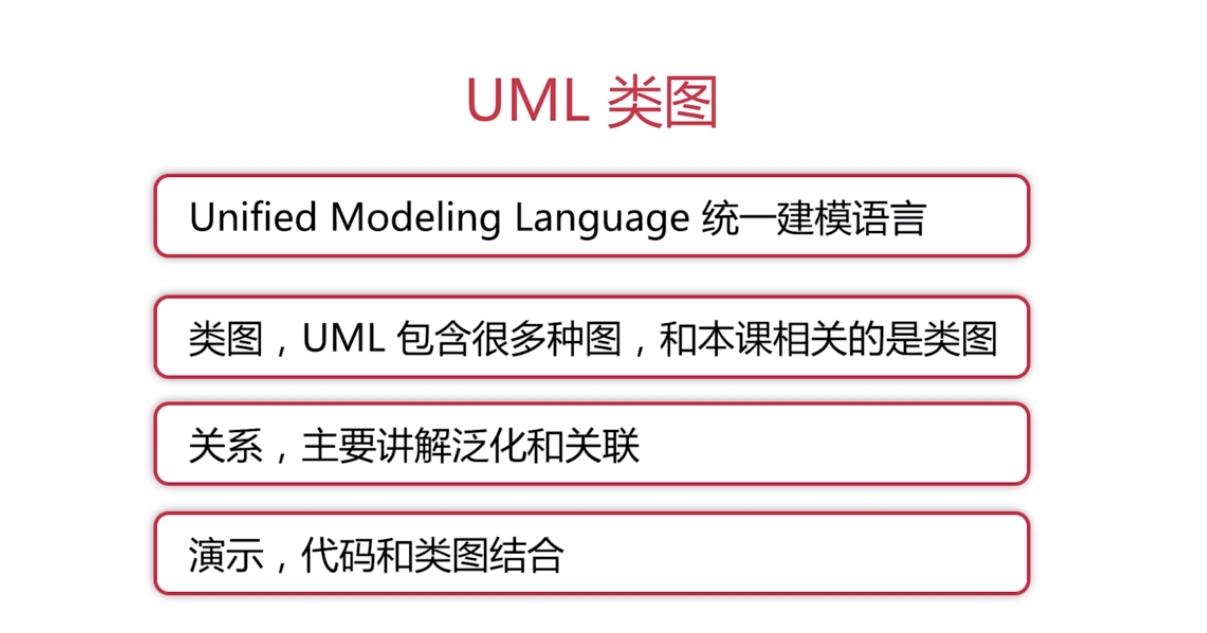 UML 类图
Unified Modeling Language 统一建模语言
类图，UML 包含很多种图，和本课相关的是类图
关系，主要讲解泛化和关联
演示，代码和类图结合